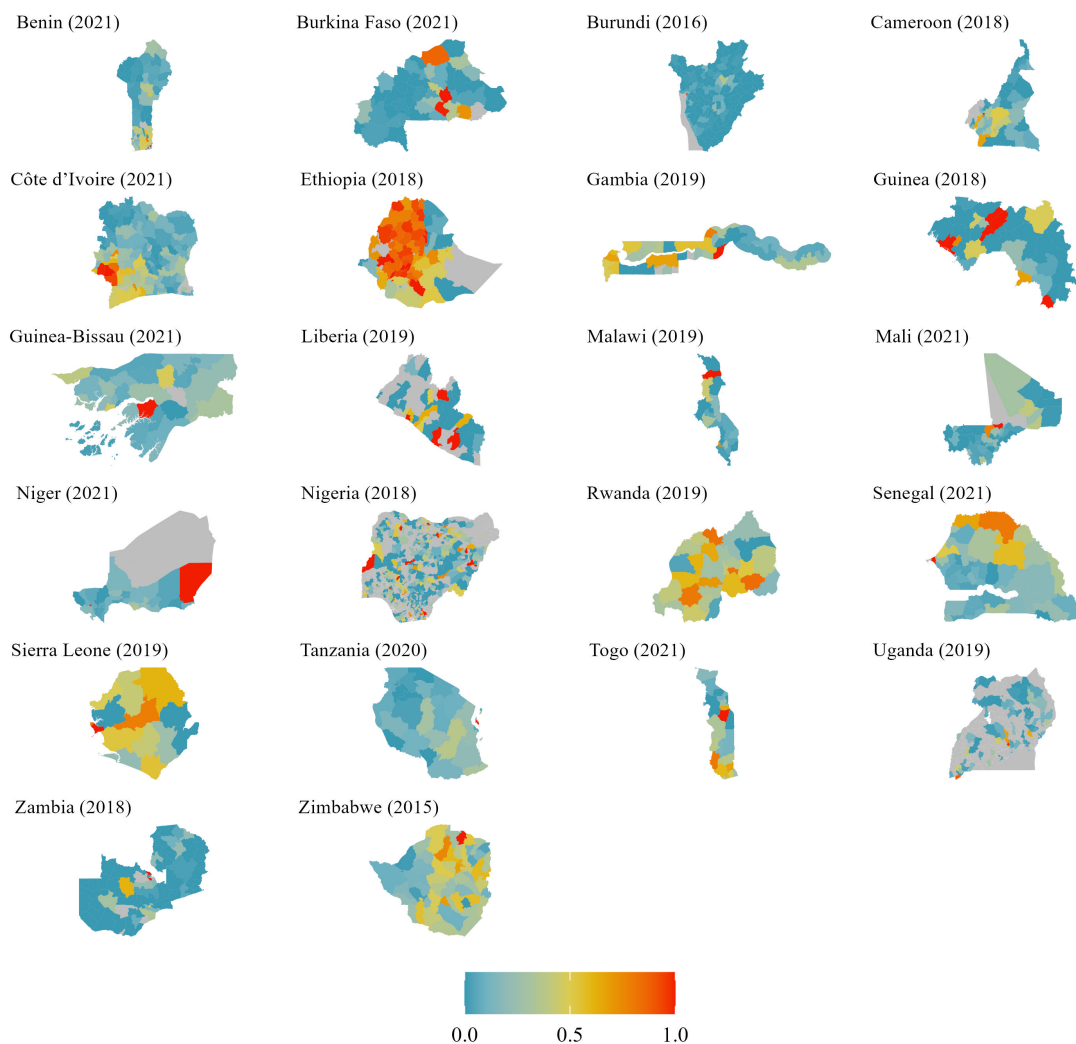 Benin (2021)
Burkina Faso (2021)
Burundi (2016)
Cameroon (2018)
Côte d’Ivoire (2021)
Ethiopia (2018)
Gambia (2019)
Guinea (2018)
Guinea-Bissau (2021)
Liberia (2019)
Malawi (2019)
Mali (2021)
Niger (2021)
Nigeria (2018)
Rwanda (2019)
Senegal (2021)
Sierra Leone (2019)
Tanzania (2020)
Togo (2021)
Uganda (2019)
Zambia (2018)
Zimbabwe (2015)
0.0
0.5
1.0